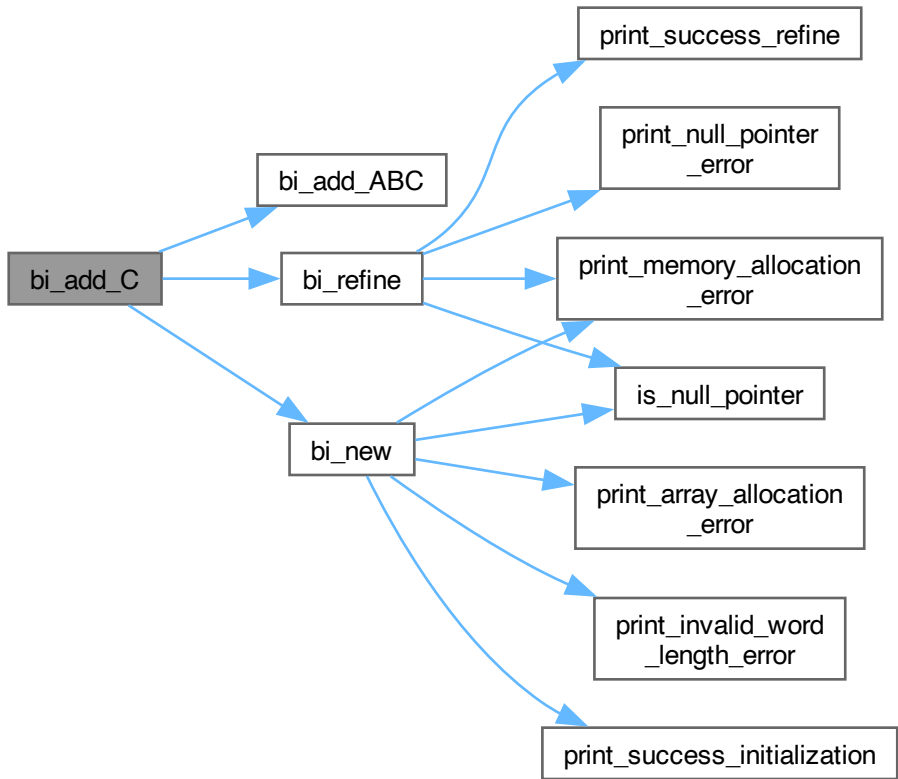 print_success_refine
print_null_pointer
_error
bi_add_ABC
print_memory_allocation
_error
bi_add_C
bi_refine
is_null_pointer
bi_new
print_array_allocation
_error
print_invalid_word
_length_error
print_success_initialization